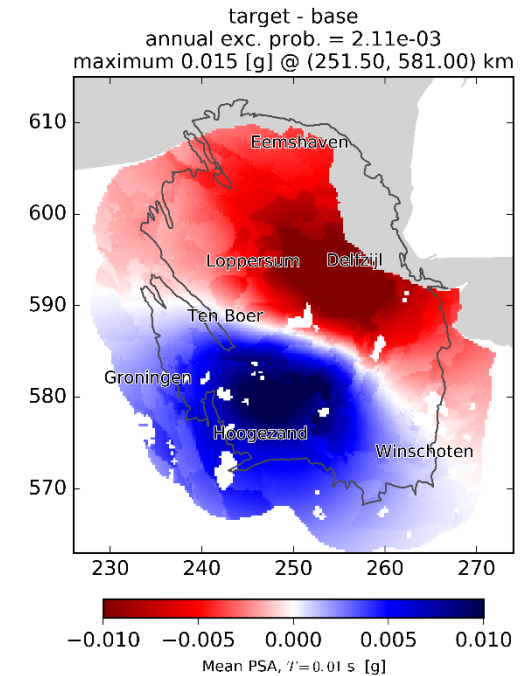 target - base
annual exc. prob. = 2.11e-03
maximum 0.015 [g] @ (251.50, 581.00) km
610
Eemshaven
600
Loppersum Delfzijl
590
Ten Boer
Groningen
580
Hoogezand
Winschoten
570
230 240 250 260 270
−0.010 −0.005 0.000 0.005 0.010
Mean PSA, T=0.01 s [g]